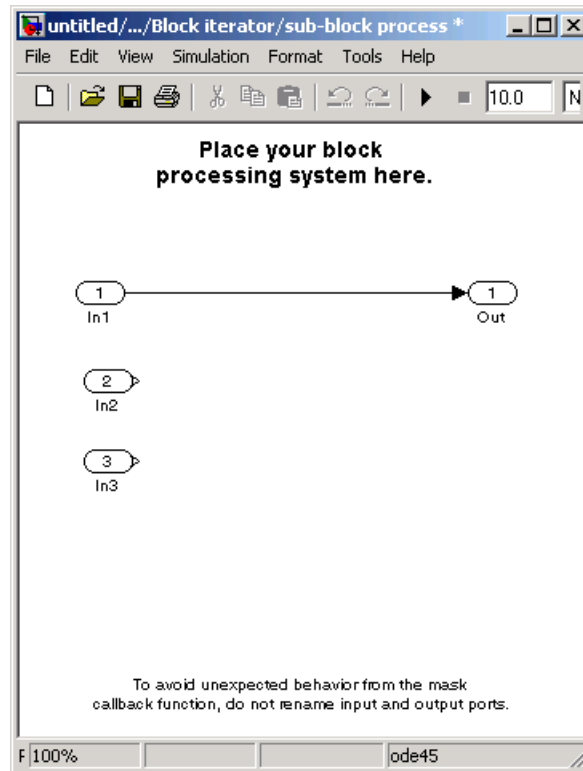 untitled/.../Block iterator/sub-block process *
File Edit View Simulation Format Tools Help
10.0 N
Place your block
processing system here.
1 1
In1 Out
2
In2
3
In3
To avoid unexpected behavior from the mask
callback function, do not rename input and output ports.
F 100% ode45